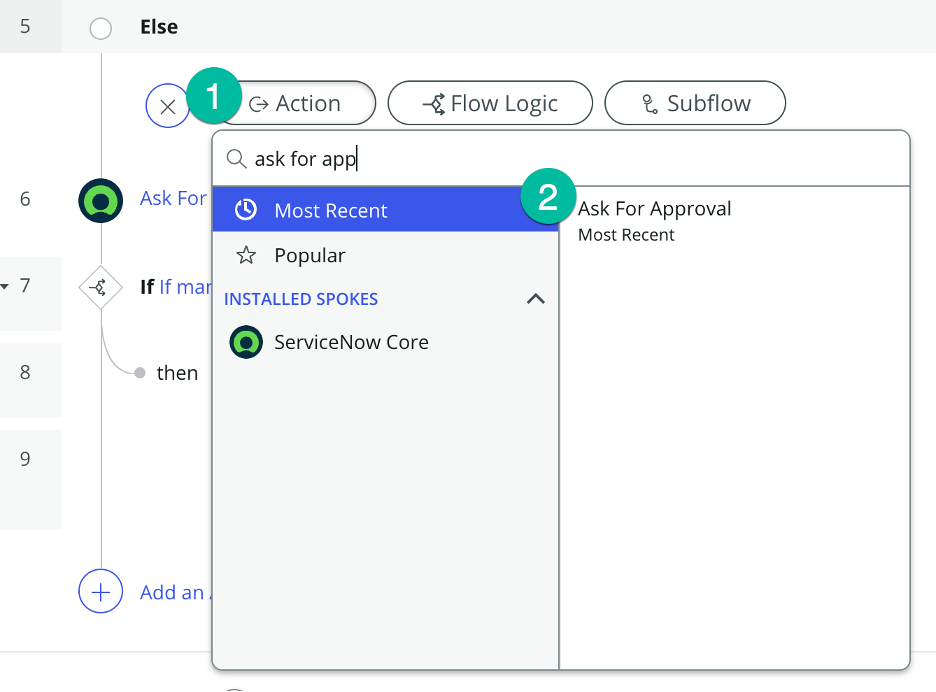 5 Else
1 Action Flow Logic Subflow
ask for app
6 Ask For
Most Recent
2 Ask For Approval
Most Recent
Popular
7 If If mar
INSTALLED SPOKES
ServiceNow Core
8 then
9
Add an